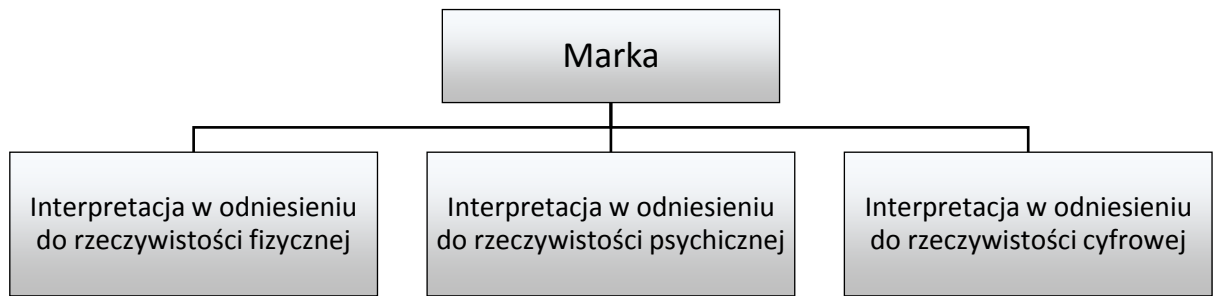 Marka
Interpretacja w odniesieniu
do rzeczywistości fizycznej
Interpretacja w odniesieniu
do rzeczywistości psychicznej
Interpretacja w odniesieniu
do rzeczywistości cyfrowej